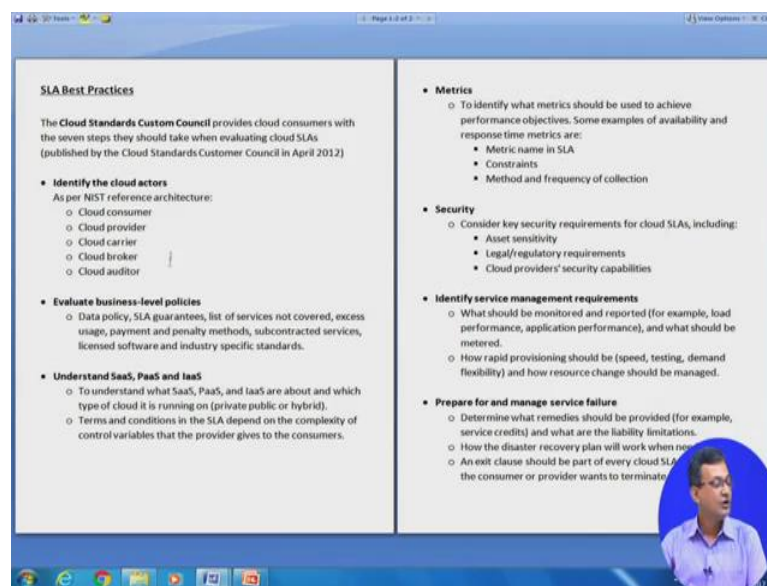 Tools
Page 1-2 of 2
View Options
SLA Best Practices
The Cloud Standards Custom Council provides cloud consumers with
the seven steps they should take when evaluating cloud SLAs
(published by the Cloud Standards Customer Council in April 2012)
• Identify the cloud actors
As per NIST reference architecture:
o Cloud consumer
o Cloud provider
o Cloud carrier
o Cloud broker
o Cloud auditor
• Evaluate business-level policies
o Data policy, SLA guarantees, list of services not covered, excess
usage, payment and penalty methods, subcontracted services,
licensed software and industry specific standards.
• Understand SaaS, PaaS and IaaS
o To understand what SaaS, PaaS, and IaaS are about and which
type of cloud it is running on (private public or hybrid).
o Terms and conditions in the SLA depend on the complexity of
control variables that the provider gives to the consumers.
• Metrics
o To identify what metrics should be used to achieve
performance objectives. Some examples of availability and
response time metrics are:
▪ Metric name in SLA
▪ Constraints
▪ Method and frequency of collection
• Security
o Consider key security requirements for cloud SLAs, including:
▪ Asset sensitivity
▪ Legal/regulatory requirements
▪ Cloud providers' security capabilities
• Identify service management requirements
o What should be monitored and reported (for example, load
performance, application performance), and what should be
metered.
o How rapid provisioning should be (speed, testing, demand
flexibility) and how resource change should be managed.
• Prepare for and manage service failure
o Determine what remedies should be provided (for example,
service credits) and what are the liability limitations.
o How the disaster recovery plan will work when
o An exit clause should be part of every cloud SLA
the consumer or provider wants to terminate